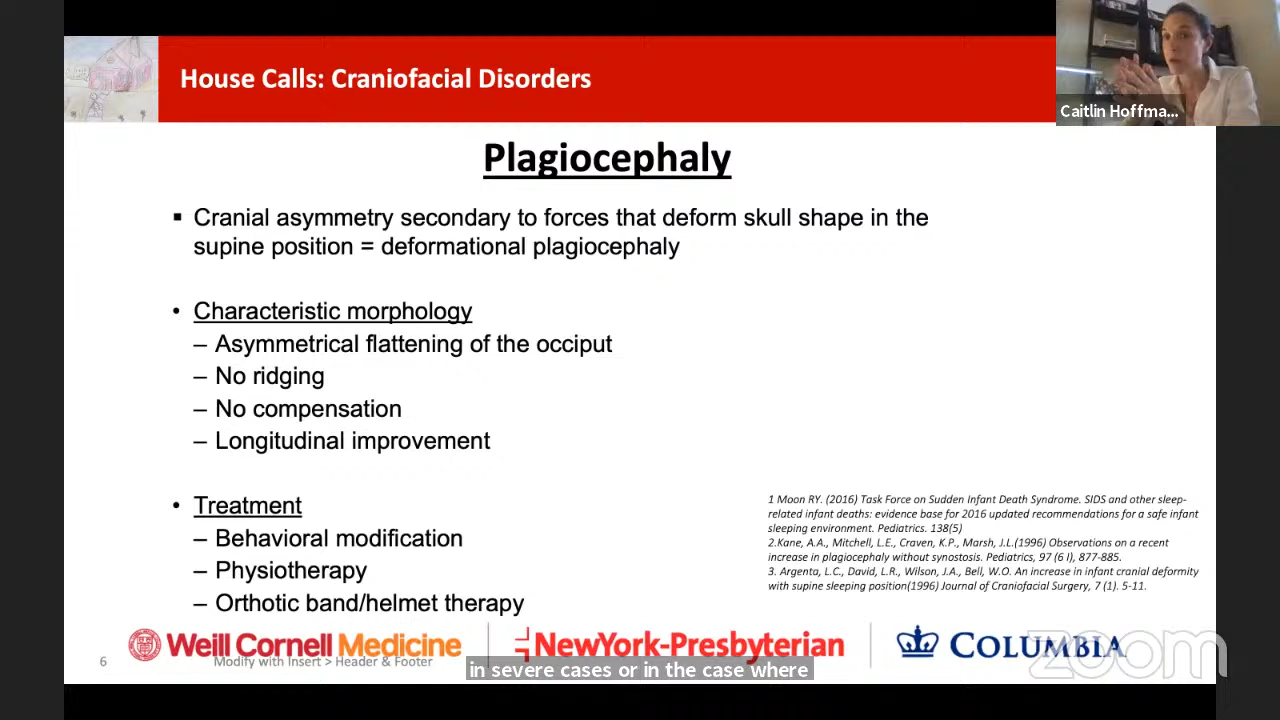 House Calls: Craniofacial Disorders
Caitlin Hoffma...
Plagiocephaly
▪ Cranial asymmetry secondary to forces that deform skull shape in the
supine position = deformational plagiocephaly
• Characteristic morphology
– Asymmetrical flattening of the occiput
– No ridging
– No compensation
– Longitudinal improvement
• Treatment
– Behavioral modification
– Physiotherapy
– Orthotic band/helmet therapy
1 Moon RY. (2016) Task Force on Sudden Infant Death Syndrome. SIDS and other sleep-
related infant deaths: evidence base for 2016 updated recommendations for a safe infant
sleeping environment. Pediatrics. 138(5)
2.Kane, A.A., Mitchell, L.E., Craven, K.P., Marsh, J.L.(1996) Observations on a recent
increase in plagiocephaly without synostosis. Pediatrics, 97 (6 I), 877-885.
3. Argenta, L.C., David, L.R., Wilson, J.A., Bell, W.O. An increase in infant cranial deformity
with supine sleeping position(1996) Journal of Craniofacial Surgery, 7 (1). 5-11.
Weill Cornell Medicine
NewYork-Presbyterian
COLUMBIA
zoom
6
Modify with Insert > Header & Footer
in severe cases or in the case where